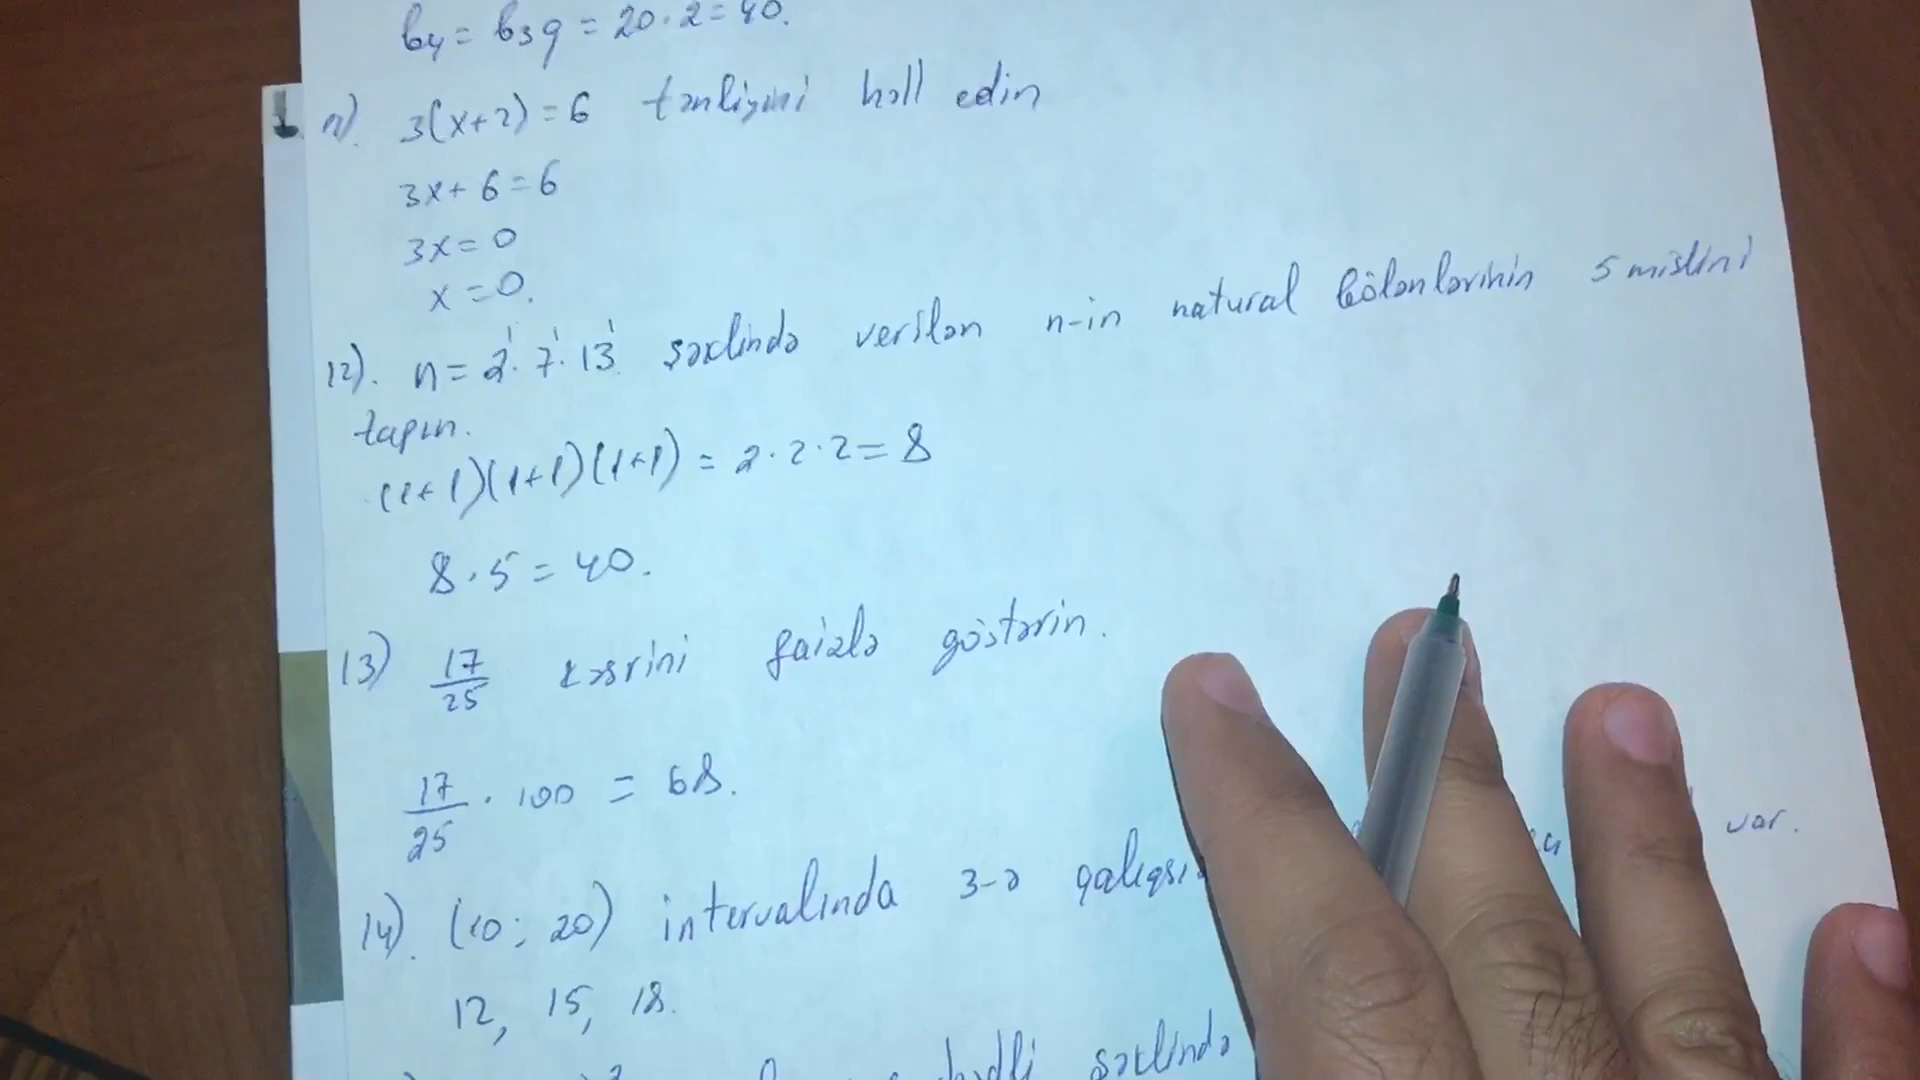 b₄ = b₃q = 20·2 = 40.
11). 3(x+2) = 6 tənliyini həll edin
3x + 6 = 6
3x = 0
x = 0.
12). n = 2¹·7¹·13¹ şəklində verilən n-in natural bölənlərinin 5 mislini
tapın.
(1+1)(1+1)(1+1) = 2·2·2 = 8
8·5 = 40.
13) 17/25 kəsrini faizlə göstərin.
17/25 · 100 = 68.
14). (10; 20) intervalında 3-ə var.
12, 15, 18.
şəklində